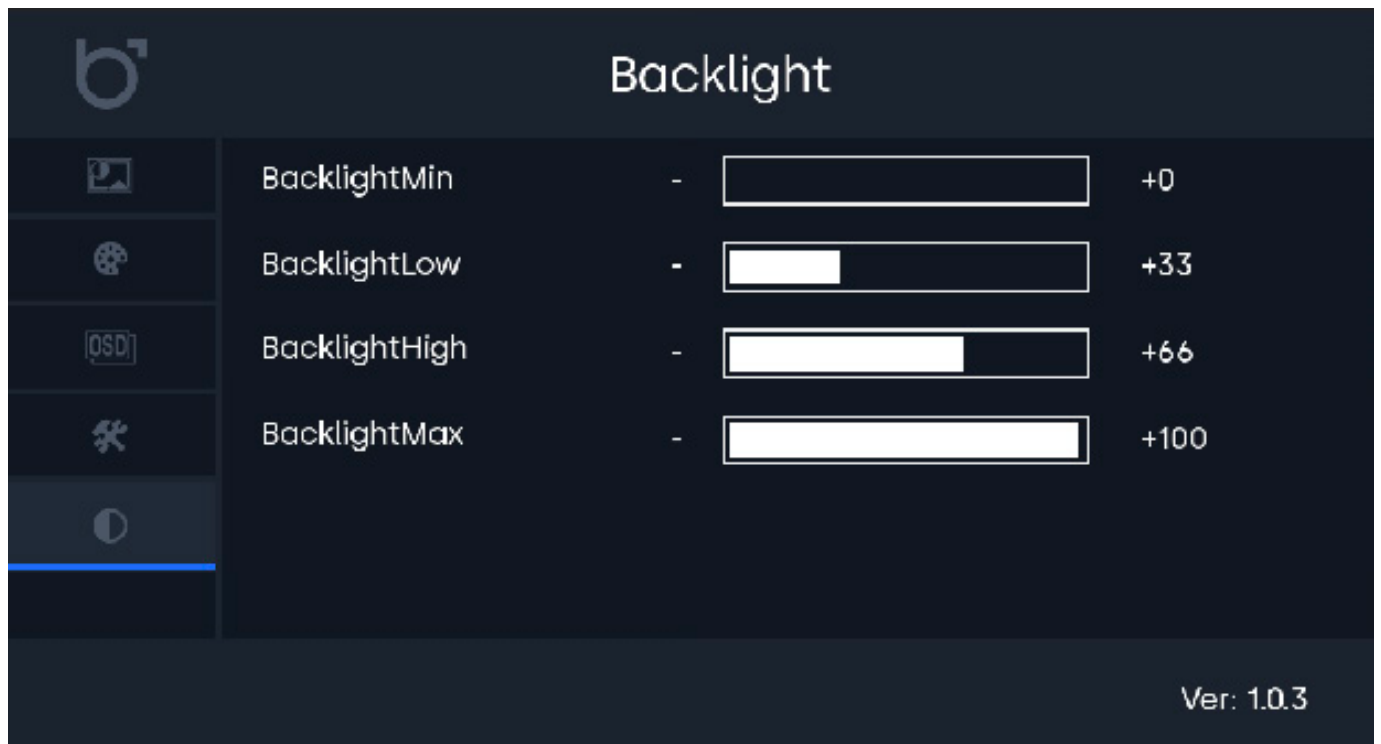 Backlight
BacklightMin - +0
BacklightLow - +33
OSD
BacklightHigh - +66
BacklightMax - +100
Ver: 1.0.3